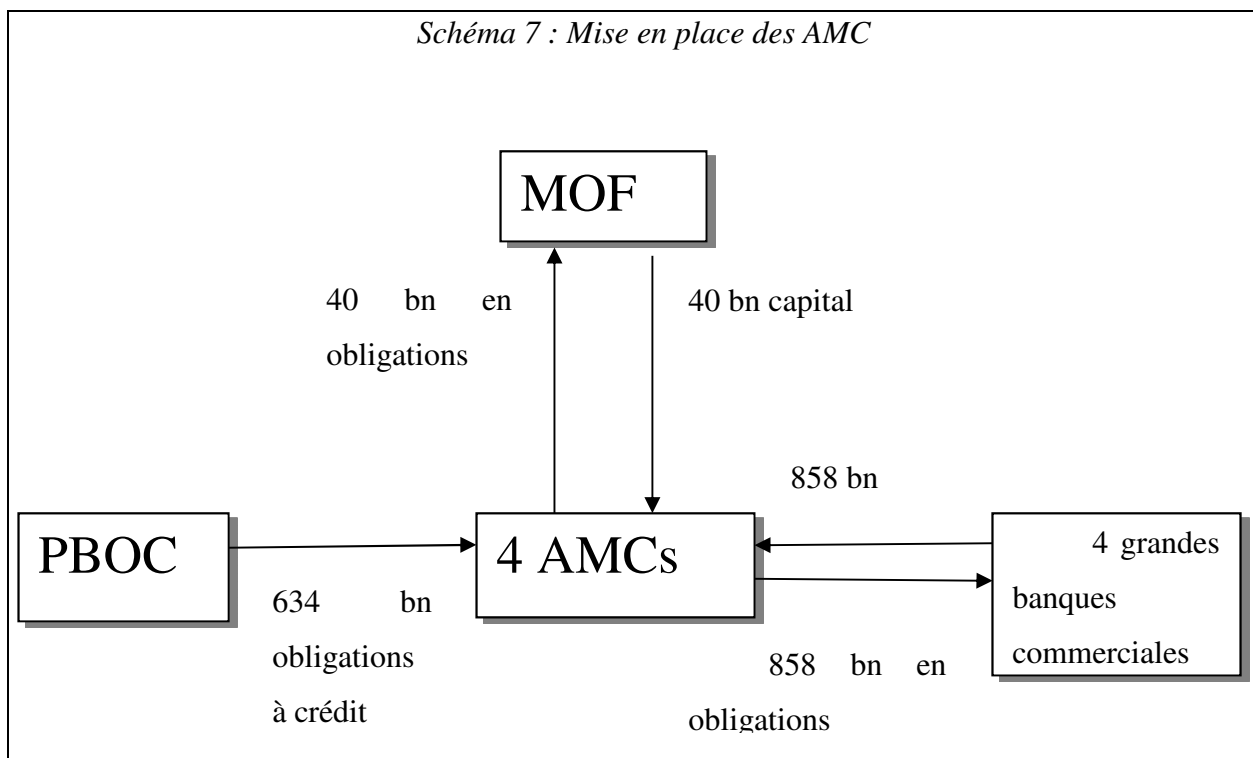 Schéma 7 : Mise en place des AMC
MOF
40 bn en
obligations
40 bn capital
858 bn
PBOC
4 AMCs
4 grandes
banques
commerciales
634 bn
obligations
à crédit
858 bn en
obligations